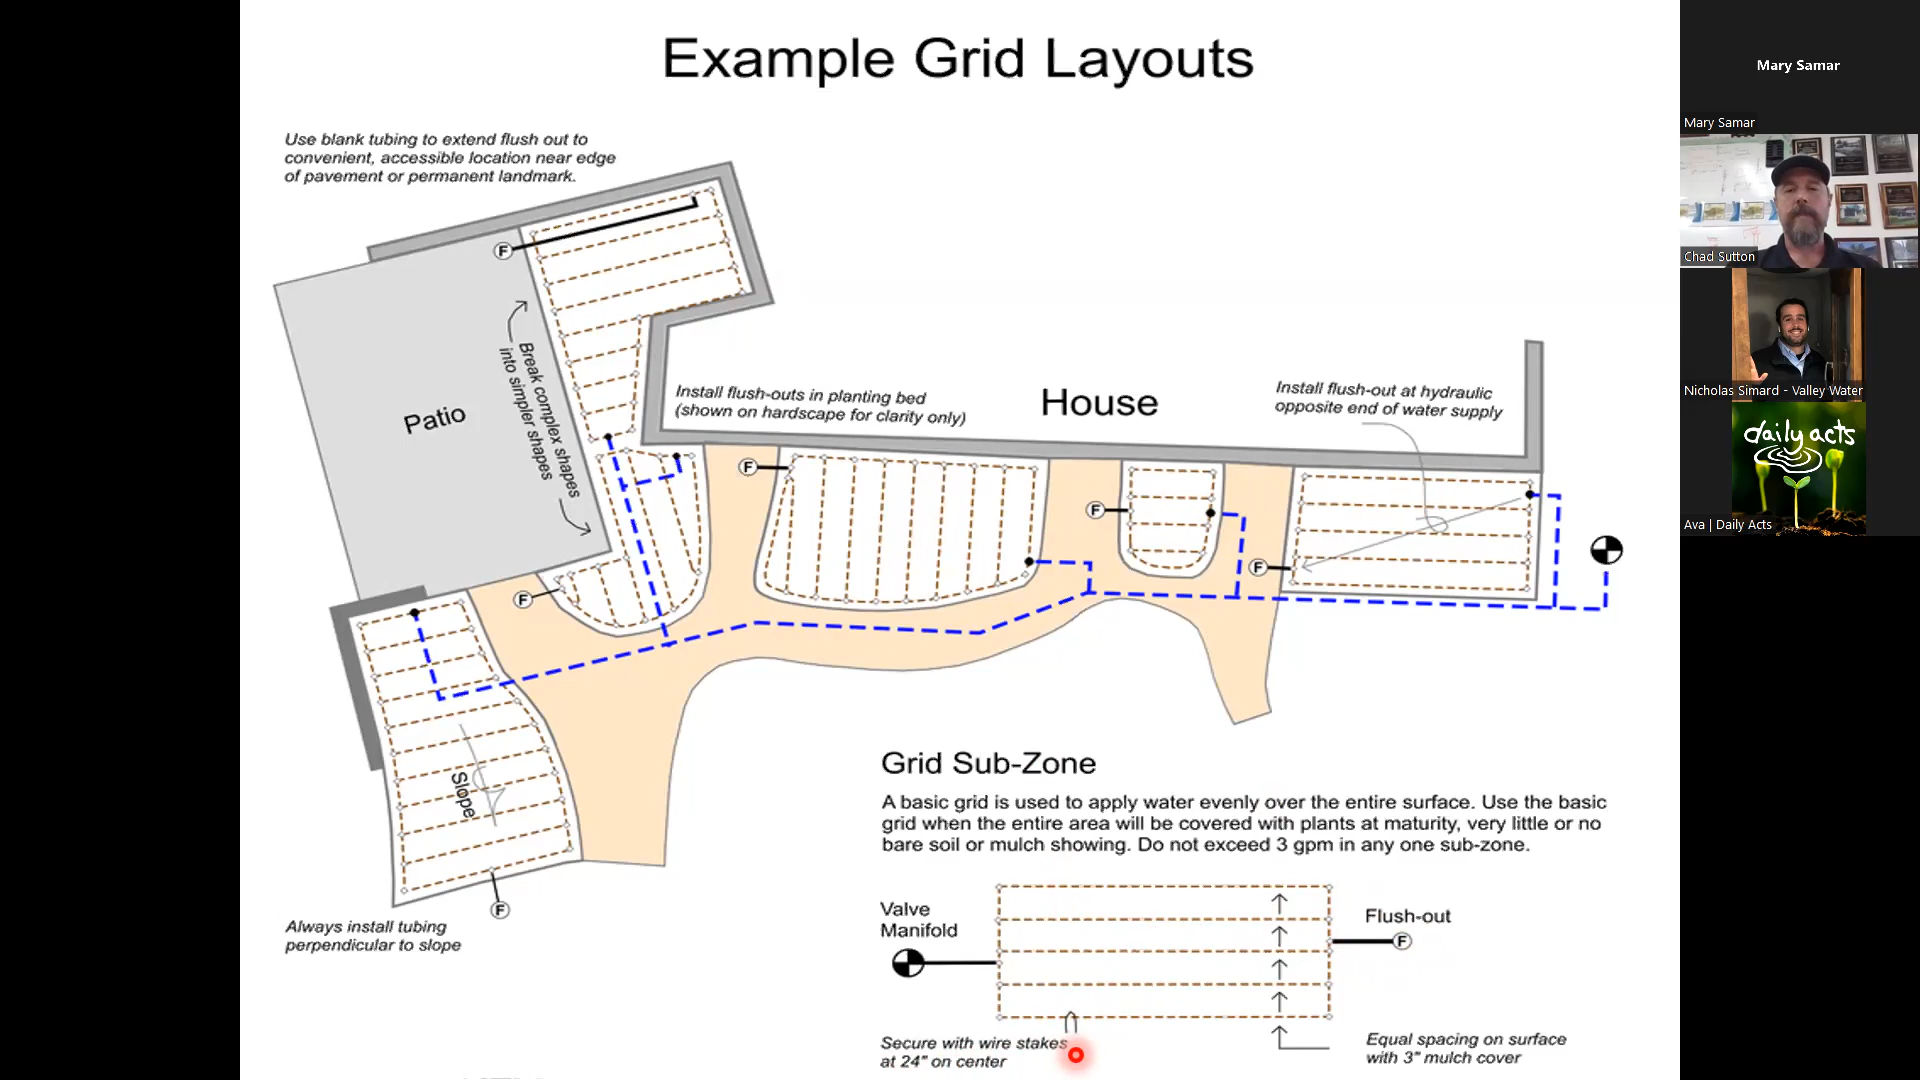 Example Grid Layouts
Use blank tubing to extend flush out to
convenient, accessible location near edge
of pavement or permanent landmark.
F
Patio
Break complex shapes
into simpler shapes
Install flush-outs in planting bed
(shown on hardscape for clarity only)
House
Install flush-out at hydraulic
opposite end of water supply
F
F
F
F
Slope
F
Always install tubing
perpendicular to slope
Grid Sub-Zone
A basic grid is used to apply water evenly over the entire surface. Use the basic
grid when the entire area will be covered with plants at maturity, very little or no
bare soil or mulch showing. Do not exceed 3 gpm in any one sub-zone.
Valve
Manifold
Flush-out
F
Secure with wire stakes
at 24" on center
Equal spacing on surface
with 3" mulch cover
Mary Samar
Mary Samar
Chad Sutton
Nicholas Simard - Valley Water
daily acts
Ava | Daily Acts